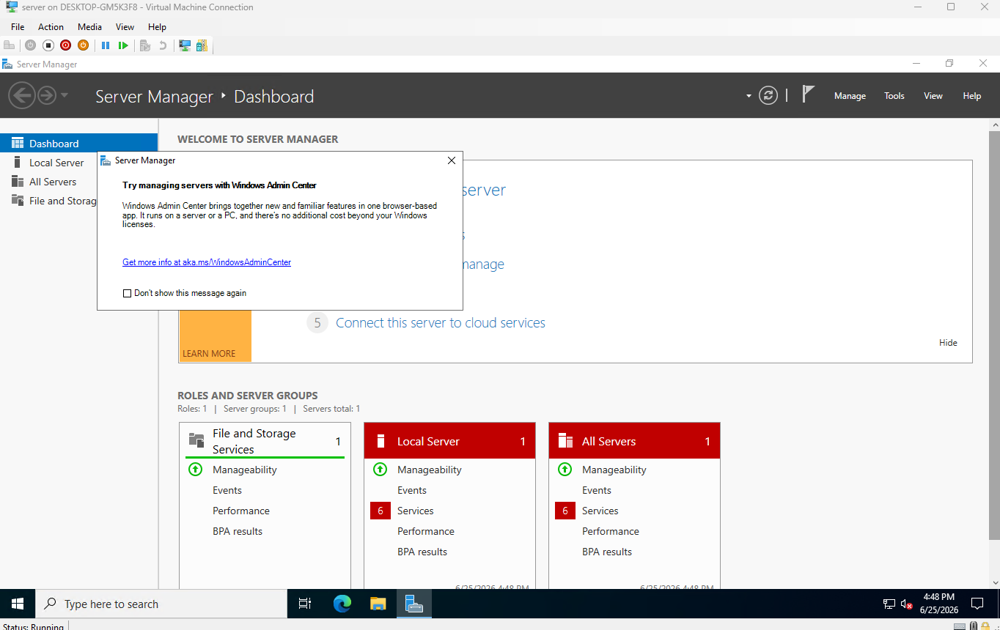 server on DESKTOP-GM5K3F8 - Virtual Machine Connection
File Action Media View Help
Server Manager
Server Manager ‣ Dashboard
Manage Tools View Help
Dashboard
Local Server
All Servers
File and Storag
WELCOME TO SERVER MANAGER
Server Manager
Try managing servers with Windows Admin Center
Windows Admin Center brings together new and familiar features in one browser-based
app. It runs on a server or a PC, and there's no additional cost beyond your Windows
licenses.
Get more info at aka.ms/WindowsAdminCenter
Don't show this message again
server
s
manage
5 Connect this server to cloud services
LEARN MORE
Hide
ROLES AND SERVER GROUPS
Roles: 1 | Server groups: 1 | Servers total: 1
File and Storage
Services
1
Manageability
Events
Performance
BPA results
Local Server 1
Manageability
Events
6 Services
Performance
BPA results
6/25/2026 4:48 PM
All Servers 1
Manageability
Events
6 Services
Performance
BPA results
6/25/2026 4:48 PM
Type here to search
4:48 PM
6/25/2026
Status: Running